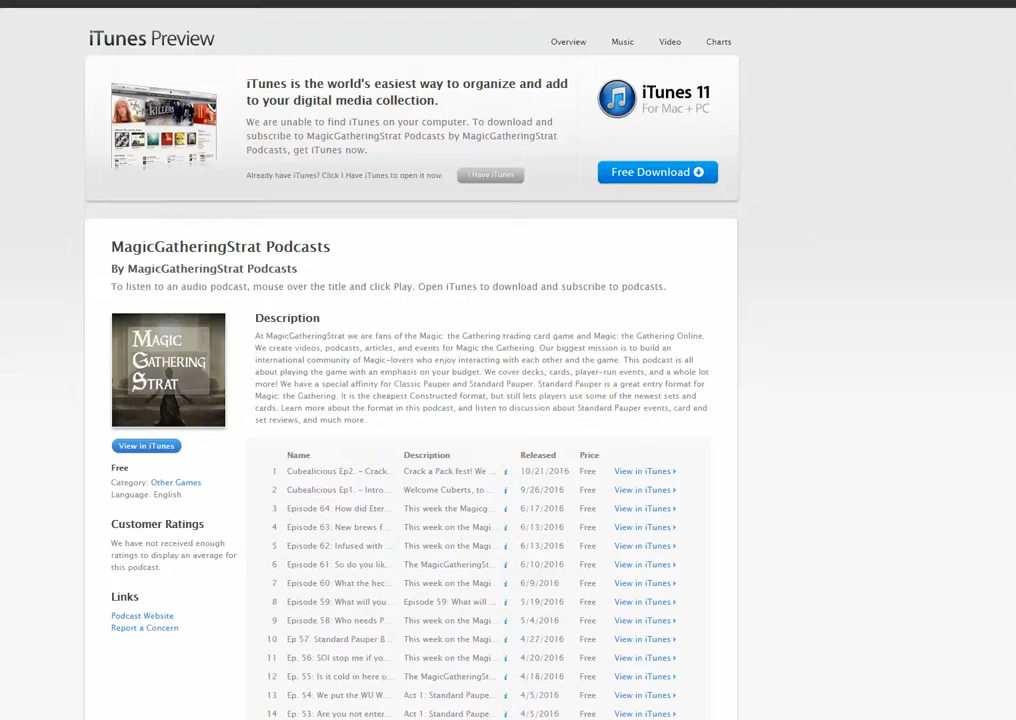 iTunes Preview
Overview Music Video Charts
iTunes is the world's easiest way to organize and add
to your digital media collection.
We are unable to find iTunes on your computer. To download and
subscribe to MagicGatheringStrat Podcasts by MagicGatheringStrat
Podcasts, get iTunes now.
Already have iTunes? Click I Have iTunes to open it now.
I Have iTunes
iTunes 11
For Mac + PC
Free Download
MagicGatheringStrat Podcasts
By MagicGatheringStrat Podcasts
To listen to an audio podcast, mouse over the title and click Play. Open iTunes to download and subscribe to podcasts.
MAGIC
GATHERING
STRAT
View in iTunes
Free
Category: Other Games
Language: English
Customer Ratings
We have not received enough
ratings to display an average for
this podcast.
Links
Podcast Website
Report a Concern
Description
At MagicGatheringStrat we are fans of the Magic: the Gathering trading card game and Magic: the Gathering Online.
We create videos, podcasts, articles, and events for Magic the Gathering. Our biggest mission is to build an
international community of Magic-lovers who enjoy interacting with each other and the game. This podcast is all
about playing the game with an emphasis on your budget. We cover decks, cards, player-run events, and a whole lot
more! We have a special affinity for Classic Pauper and Standard Pauper. Standard Pauper is a great entry format for
Magic: the Gathering. It is the cheapest Constructed format, but still lets players use some of the newest sets and
cards. Learn more about the format in this podcast, and listen to discussion about Standard Pauper events, card and
set reviews, and much more.
Name Description Released Price
1 Cubealicious Ep2. - Crack... Crack a Pack fest! We ... i 10/21/2016 Free View in iTunes
2 Cubealicious Ep1. - Intro... Welcome Cuberts, to ... i 9/26/2016 Free View in iTunes
3 Episode 64: How did Eter... This week the Magicg... i 6/17/2016 Free View in iTunes
4 Episode 63: New brews f... This week on the Magi... i 6/13/2016 Free View in iTunes
5 Episode 62: Infused with ... This week on the Magi... i 6/13/2016 Free View in iTunes
6 Episode 61: So do you lik... The MagicGatheringSt... i 6/10/2016 Free View in iTunes
7 Episode 60: What the hec... This week on the Magi... i 6/9/2016 Free View in iTunes
8 Episode 59: What will you... Episode 59: What will ... i 5/19/2016 Free View in iTunes
9 Episode 58: Who needs P... This week on the Magi... i 5/4/2016 Free View in iTunes
10 Ep 57: Standard Pauper B... This week on the Magi... i 4/27/2016 Free View in iTunes
11 Ep. 56: SOI stop me if yo... This week on the Magi... i 4/20/2016 Free View in iTunes
12 Ep. 55: Is it cold in here o... The MagicGatheringSt... i 4/18/2016 Free View in iTunes
13 Ep. 54: We put the WU W... Act 1: Standard Paupe... i 4/5/2016 Free View in iTunes
14 Ep. 53: Are you not enter... Act 1: Standard Paupe... i 4/5/2016 Free View in iTunes